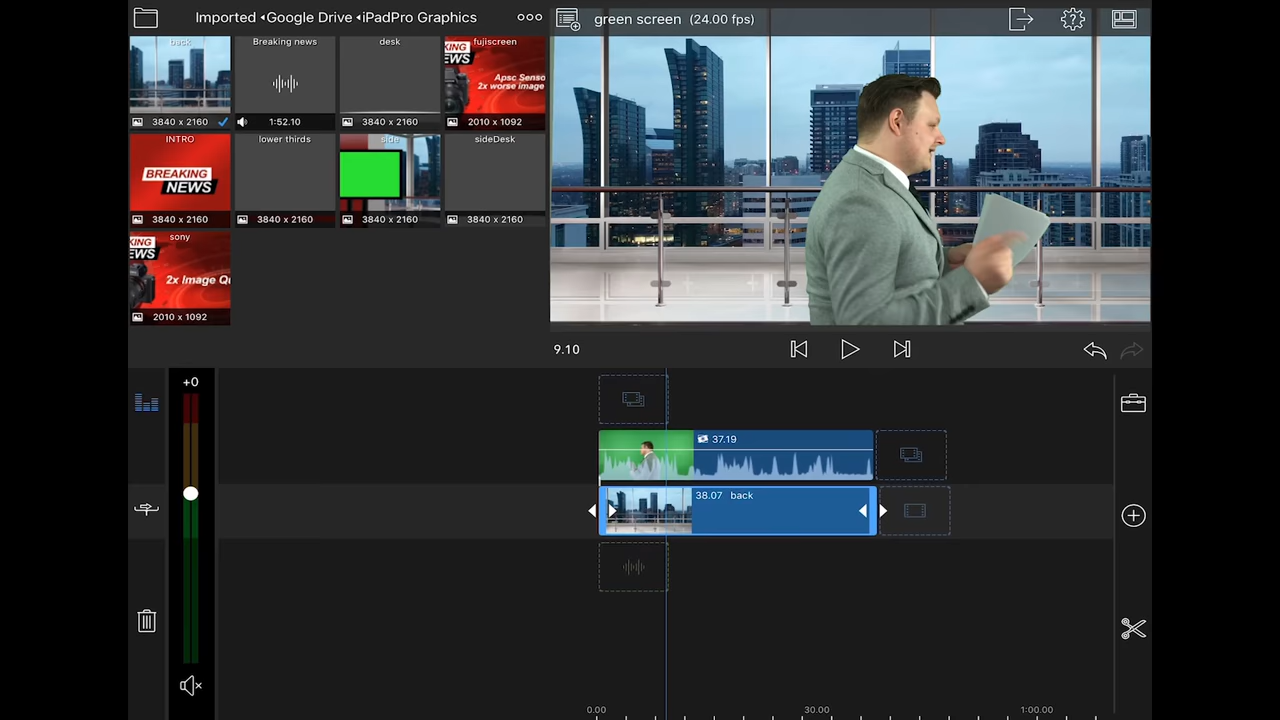 Imported ◂Google Drive ◂iPadPro Graphics
green screen (24.00 fps)
back
3840 x 2160
Breaking news
1:52.10
desk
3840 x 2160
fujiscreen
KING
EWS
Apsc Senso
2x worse image
2010 x 1092
INTRO
BREAKING
NEWS
3840 x 2160
lower thirds
3840 x 2160
side
3840 x 2160
sideDesk
3840 x 2160
sony
KING
EWS
2x Image Qu
2010 x 1092
9.10
+0
37.19
38.07 back
0.00
30.00
1:00.00